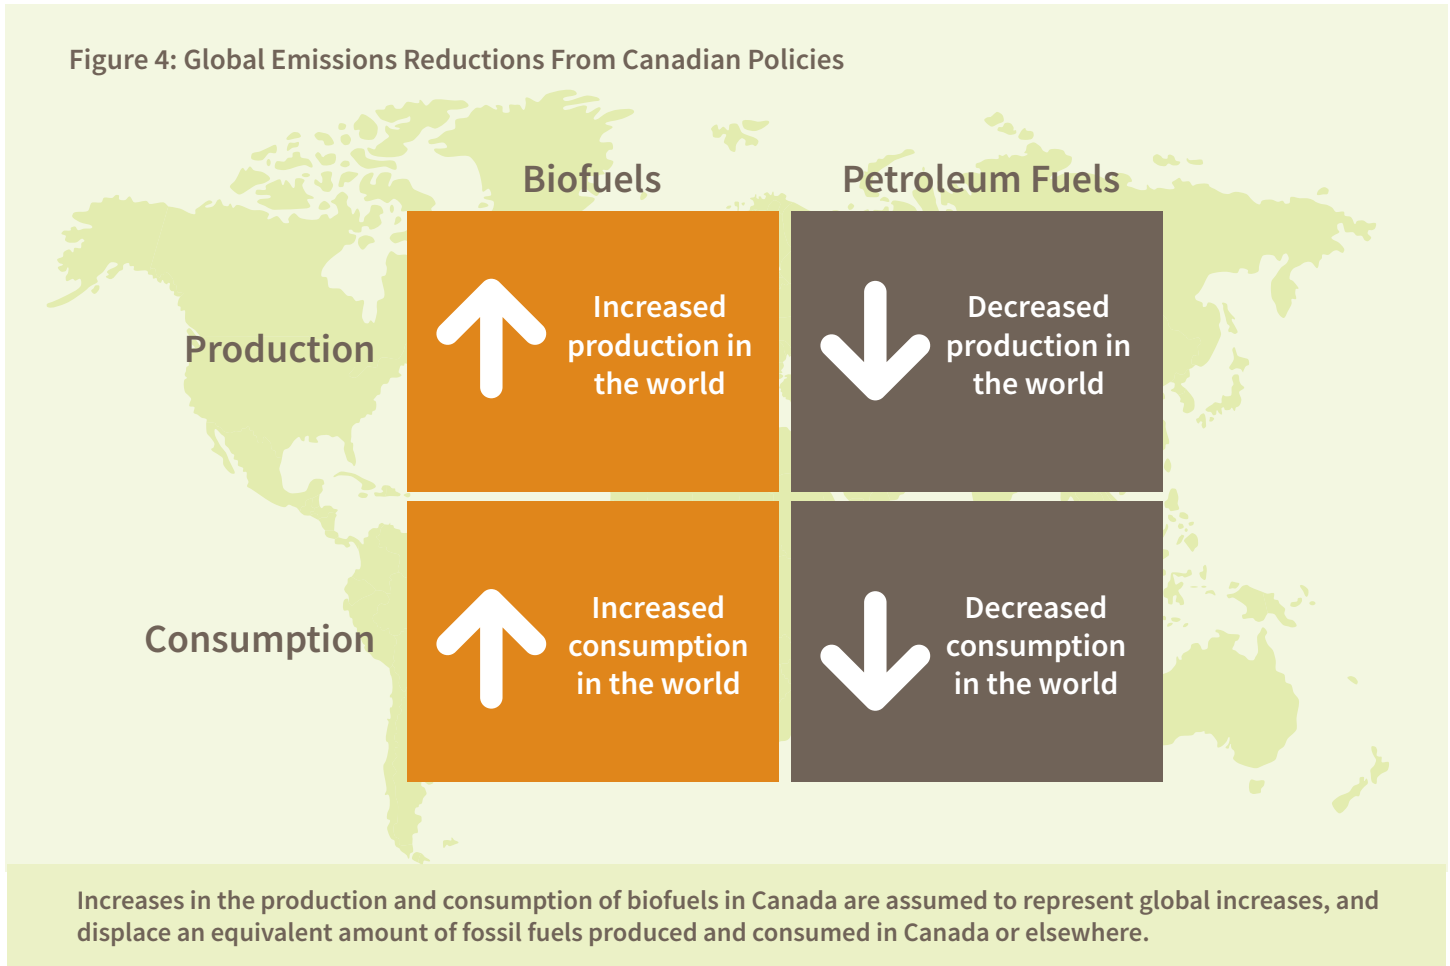 Figure 4: Global Emissions Reductions From Canadian Policies
Biofuels
Petroleum Fuels
Production
Increased
production in
the world
Decreased
production in
the world
Consumption
Increased
consumption
in the world
Decreased
consumption
in the world
Increases in the production and consumption of biofuels in Canada are assumed to represent global increases, and
displace an equivalent amount of fossil fuels produced and consumed in Canada or elsewhere.